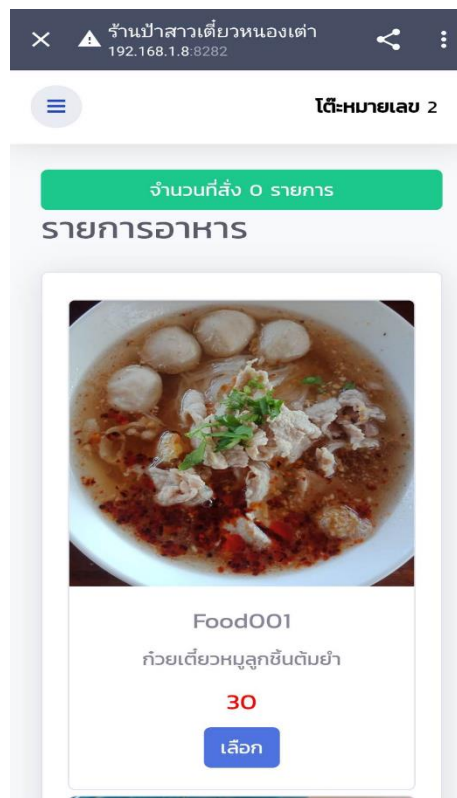 ร้านป้าสาวเตี๋ยวหนองเต่า
192.168.1.8:8282
โต๊ะหมายเลข 2
จำนวนที่สั่ง 0 รายการ
รายการอาหาร
Food001
ก๋วยเตี๋ยวหมูลูกชิ้นต้มยำ
30
เลือก